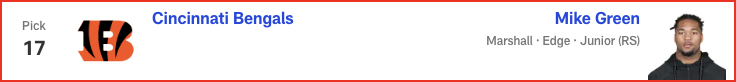 Pick
17
Cincinnati Bengals
Mike Green
Marshall · Edge · Junior (RS)